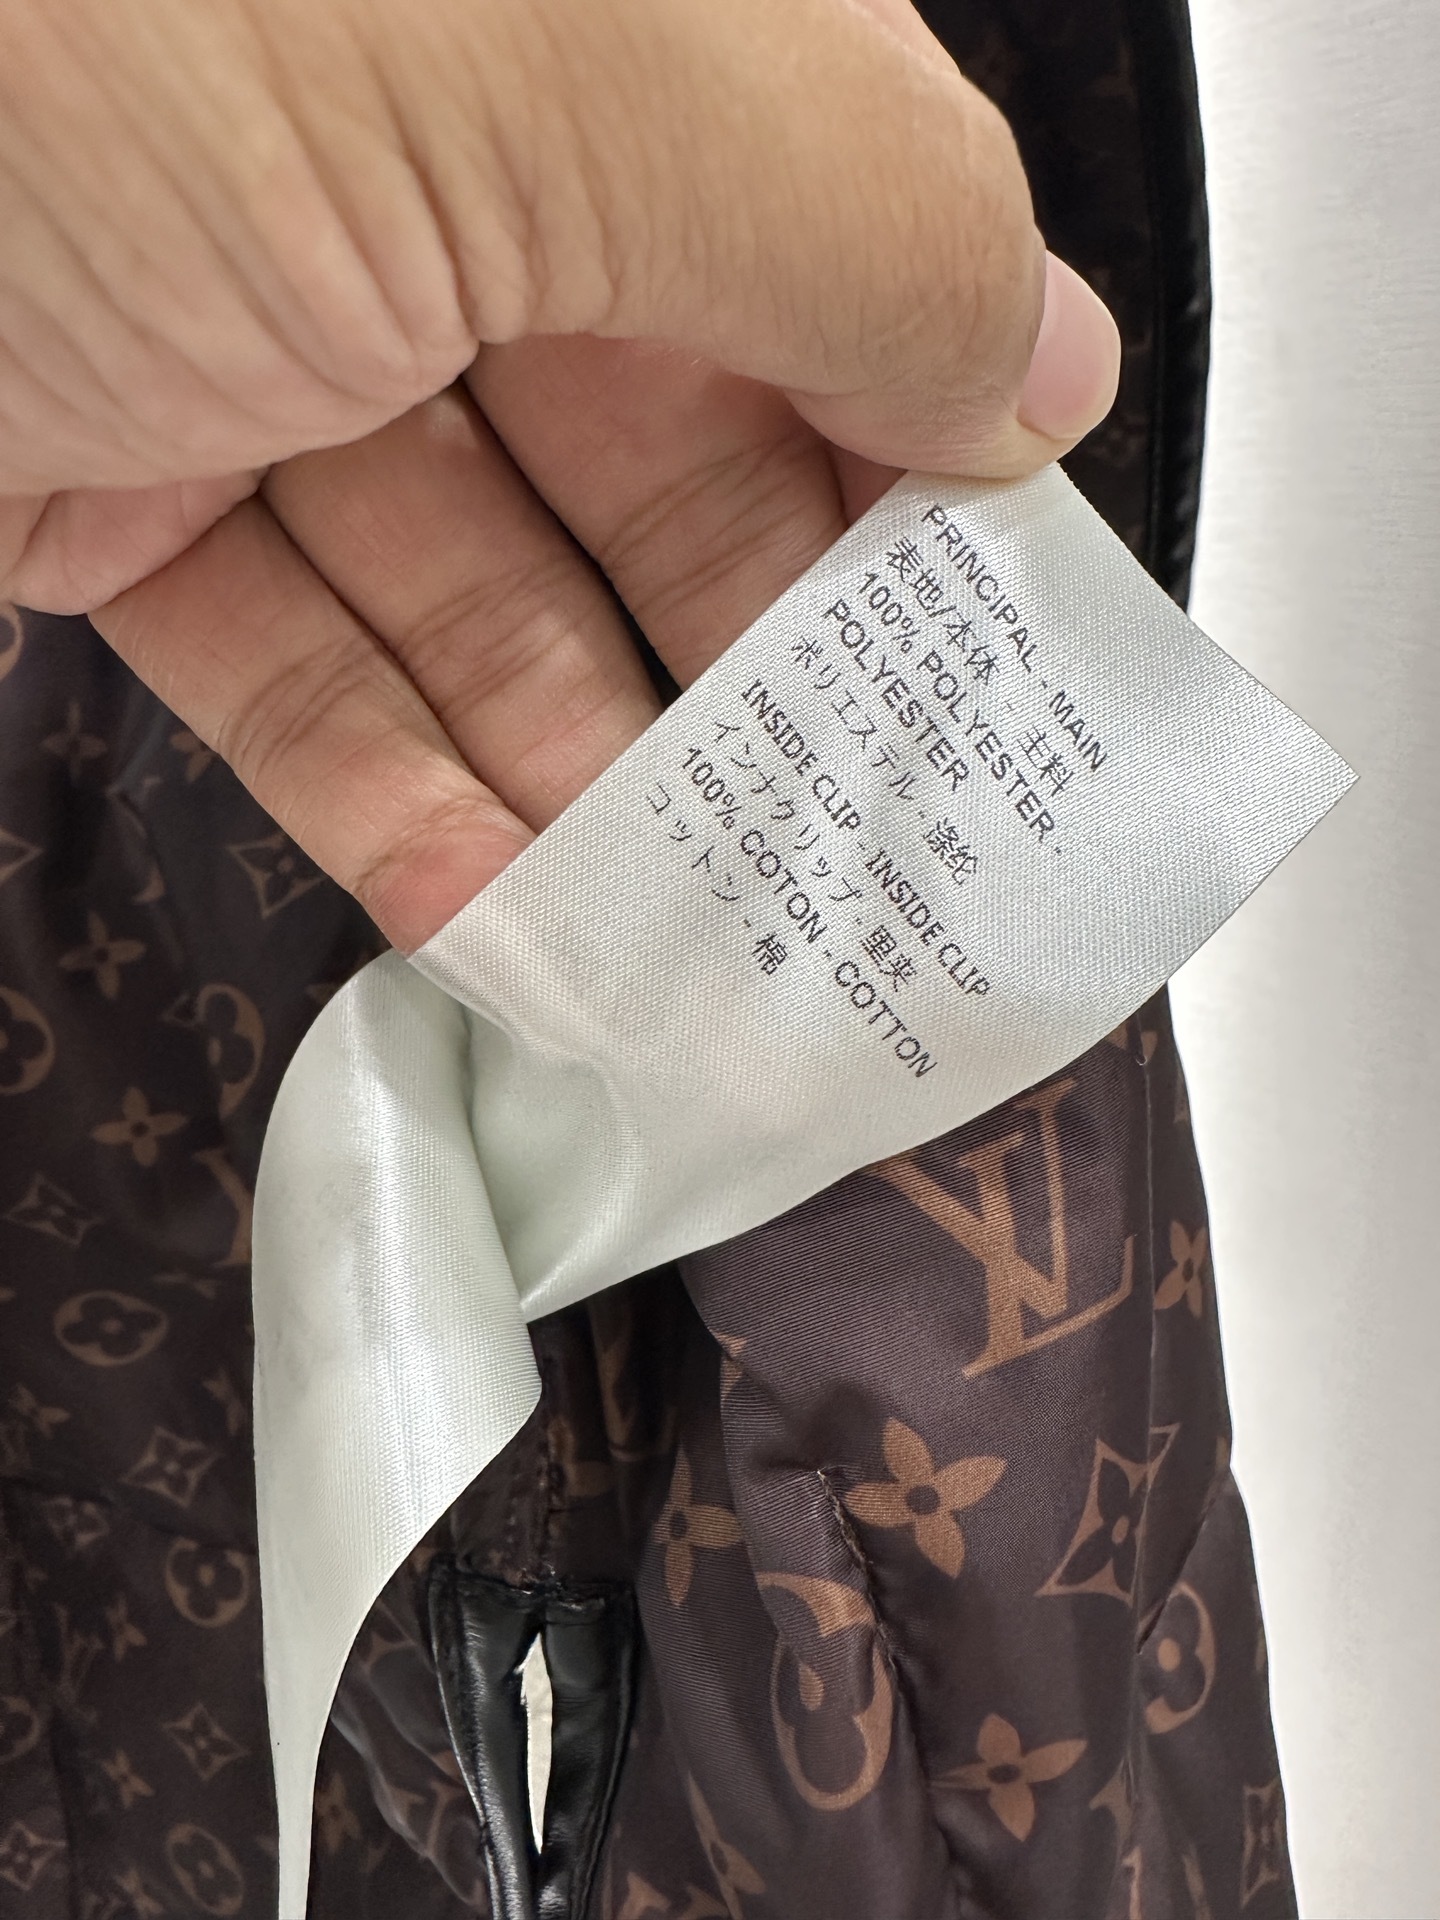 PRINCIPAL - MAIN
表地/本体 - 主料
100% POLYESTER -
POLYESTER
ポリエステル - 涤纶
INSIDE CLIP - INSIDE CLIP
インナクリップ - 里夹
100% COTON - COTTON
コットン - 棉
LV